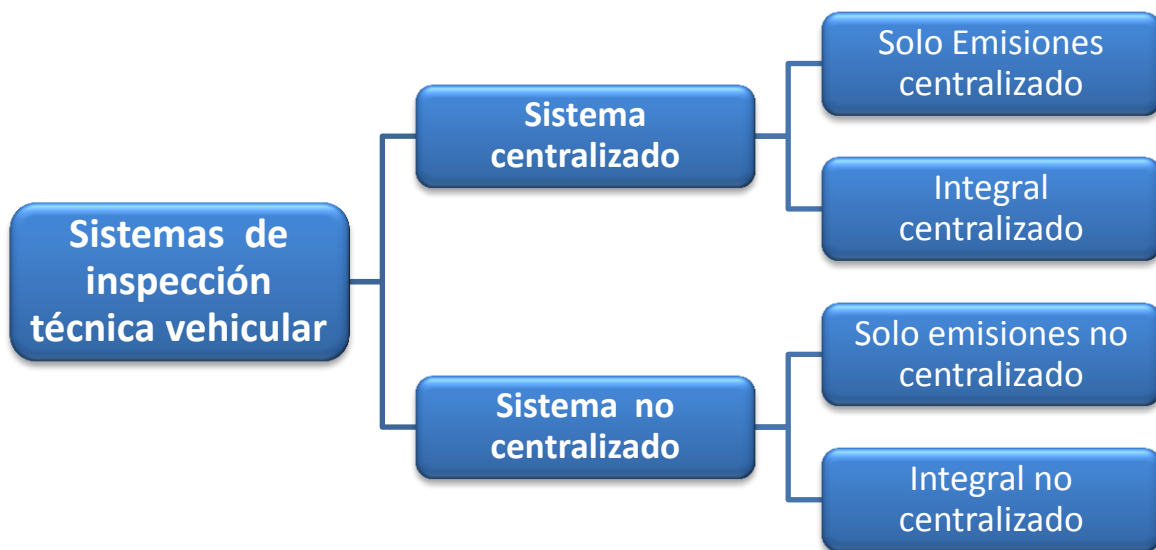 Sistemas de
inspección
técnica vehicular
Sistema
centralizado
Solo Emisiones
centralizado
Integral
centralizado
Sistema no
centralizado
Solo emisiones no
centralizado
Integral no
centralizado